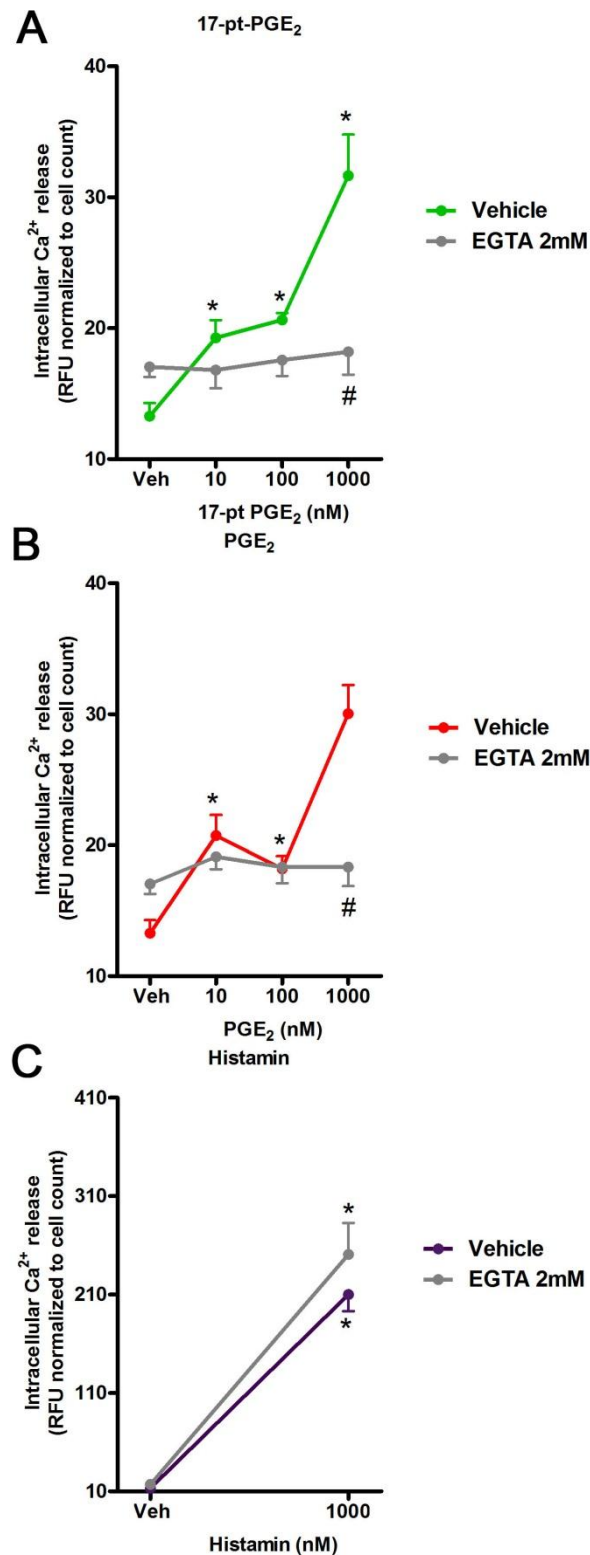 A
17-pt-PGE2
Intracellular Ca2+ release
(RFU normalized to cell count)
40
30
20
10
*
*
*
#
Vehicle
EGTA 2mM
Veh 10 100 1000
17-pt PGE2 (nM)
B
PGE2
Intracellular Ca2+ release
(RFU normalized to cell count)
40
30
20
10
*
*
#
Vehicle
EGTA 2mM
Veh 10 100 1000
PGE2 (nM)
C
Histamin
Intracellular Ca2+ release
(RFU normalized to cell count)
410
310
210
110
10
*
*
Vehicle
EGTA 2mM
Veh 1000
Histamin (nM)